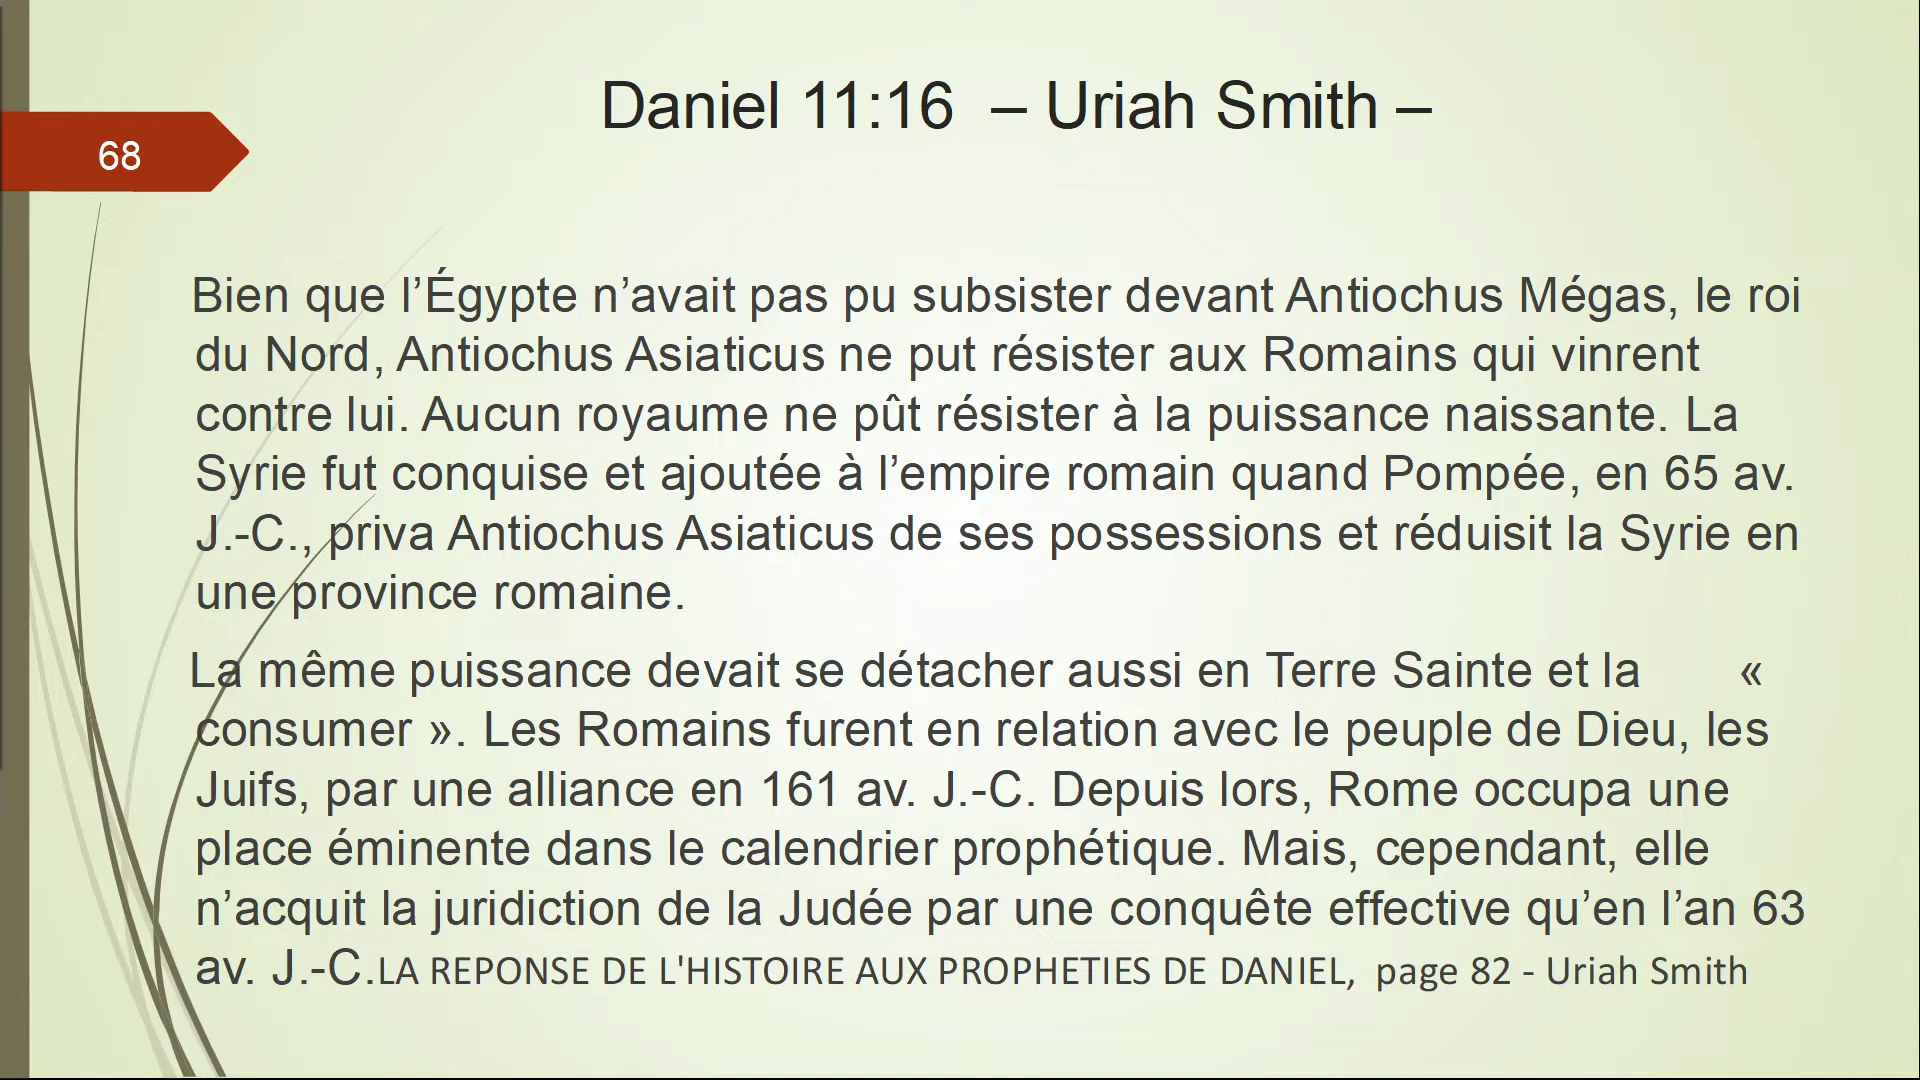 Daniel 11:16 – Uriah Smith –
68
Bien que l’Égypte n’avait pas pu subsister devant Antiochus Mégas, le roi
du Nord, Antiochus Asiaticus ne put résister aux Romains qui vinrent
contre lui. Aucun royaume ne pût résister à la puissance naissante. La
Syrie fut conquise et ajoutée à l’empire romain quand Pompée, en 65 av.
J.-C., priva Antiochus Asiaticus de ses possessions et réduisit la Syrie en
une province romaine.
La même puissance devait se détacher aussi en Terre Sainte et la «
consumer ». Les Romains furent en relation avec le peuple de Dieu, les
Juifs, par une alliance en 161 av. J.-C. Depuis lors, Rome occupa une
place éminente dans le calendrier prophétique. Mais, cependant, elle
n’acquit la juridiction de la Judée par une conquête effective qu’en l’an 63
av. J.-C.LA REPONSE DE L'HISTOIRE AUX PROPHETIES DE DANIEL, page 82 - Uriah Smith